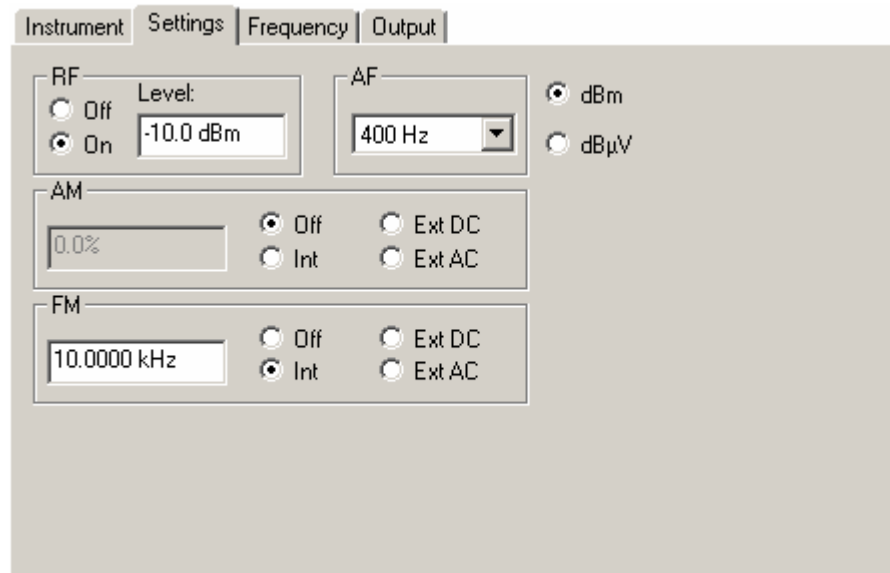 Instrument Settings Frequency Output
RF
Off
On
Level:
-10.0 dBm
AF
400 Hz
dBm
dBµV
AM
0.0%
Off
Int
Ext DC
Ext AC
FM
10.0000 kHz
Off
Int
Ext DC
Ext AC